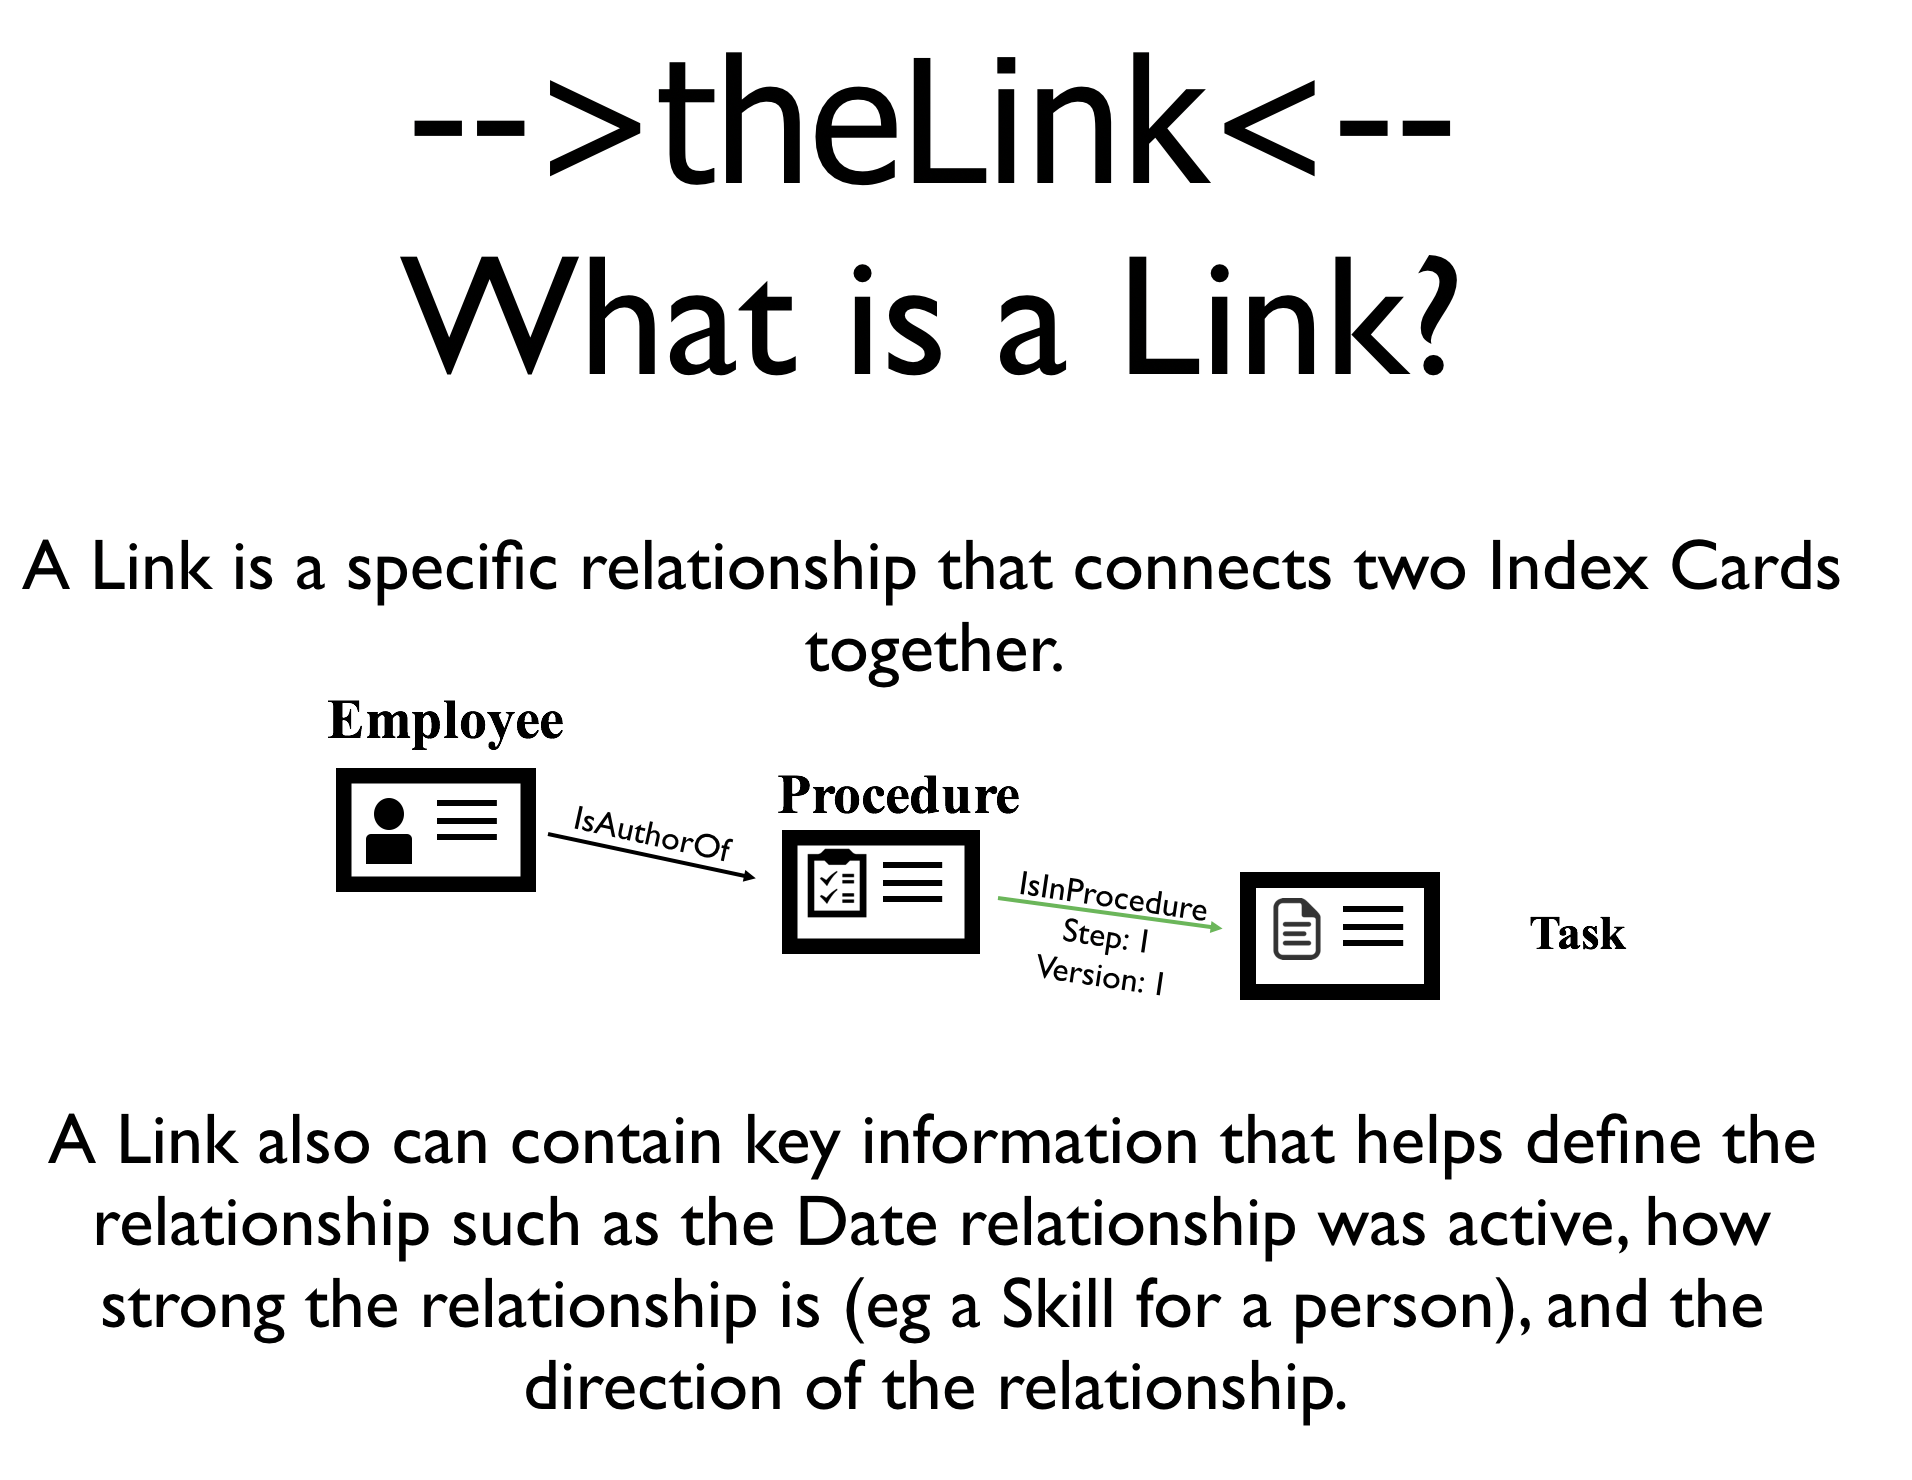 -->theLink<--
What is a Link?
A Link is a specific relationship that connects two Index Cards
together.
Employee
IsAuthorOf
Procedure
IsInProcedure
Step: 1
Version: 1
Task
A Link also can contain key information that helps define the
relationship such as the Date relationship was active, how
strong the relationship is (eg a Skill for a person), and the
direction of the relationship.